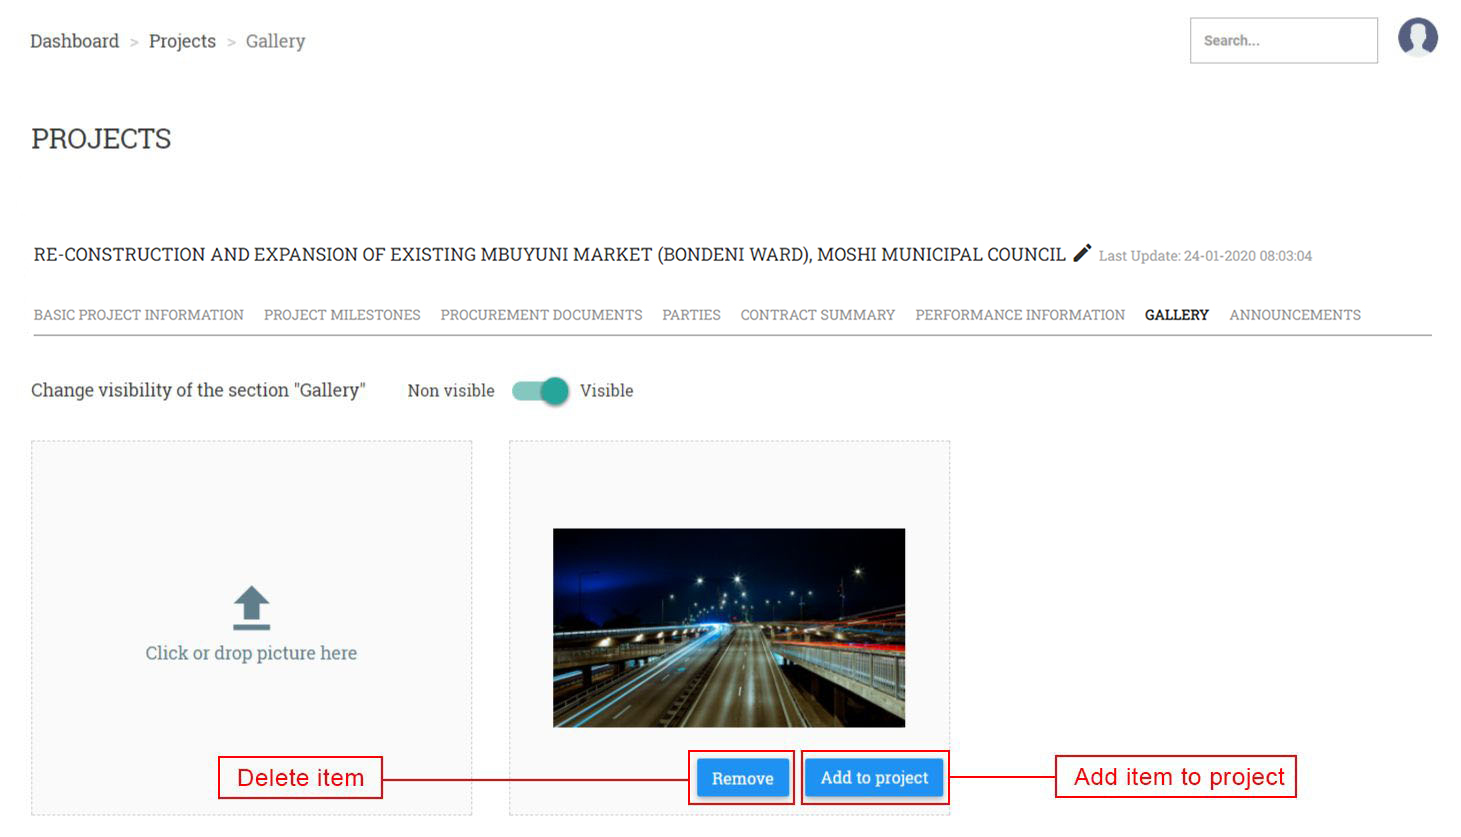 Dashboard > Projects > Gallery
Search...
PROJECTS
RE-CONSTRUCTION AND EXPANSION OF EXISTING MBUYUNI MARKET (BONDENI WARD), MOSHI MUNICIPAL COUNCIL Last Update: 24-01-2020 08:03:04
BASIC PROJECT INFORMATION PROJECT MILESTONES PROCUREMENT DOCUMENTS PARTIES CONTRACT SUMMARY PERFORMANCE INFORMATION GALLERY ANNOUNCEMENTS
Change visibility of the section "Gallery" Non visible Visible
Click or drop picture here
Delete item Remove Add to project Add item to project